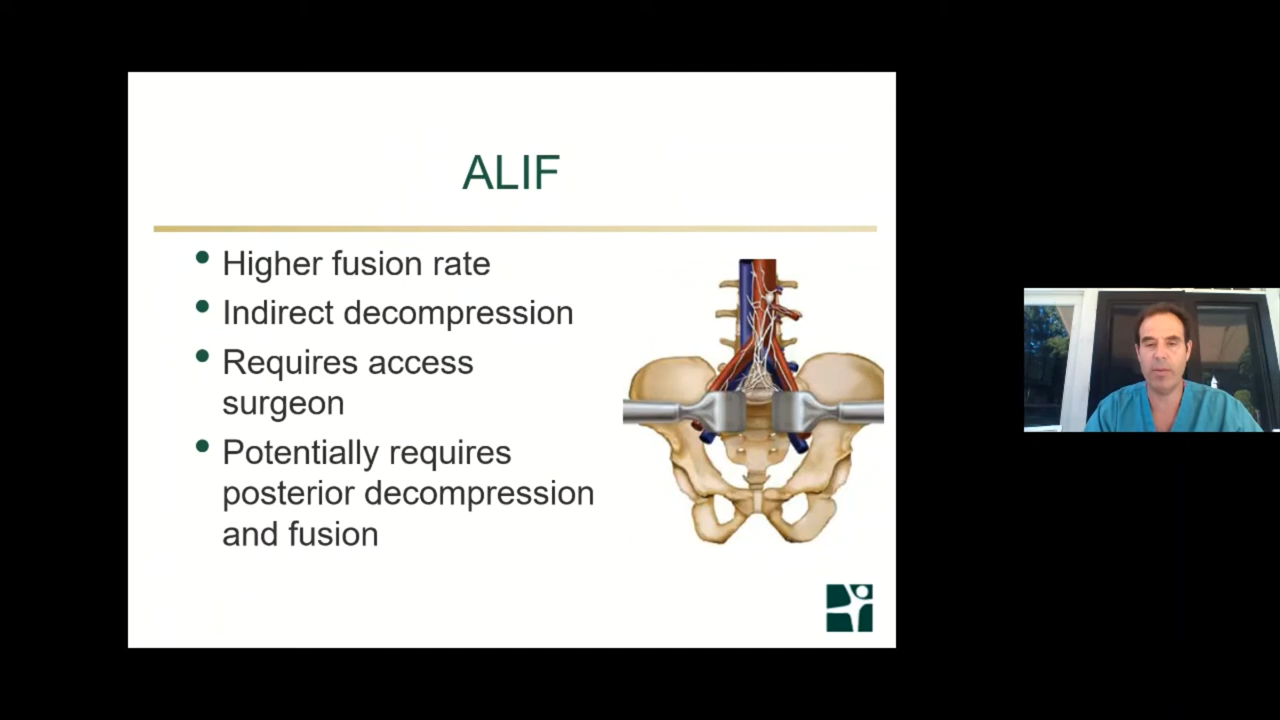 ALIF
• Higher fusion rate
• Indirect decompression
• Requires access
surgeon
• Potentially requires
posterior decompression
and fusion